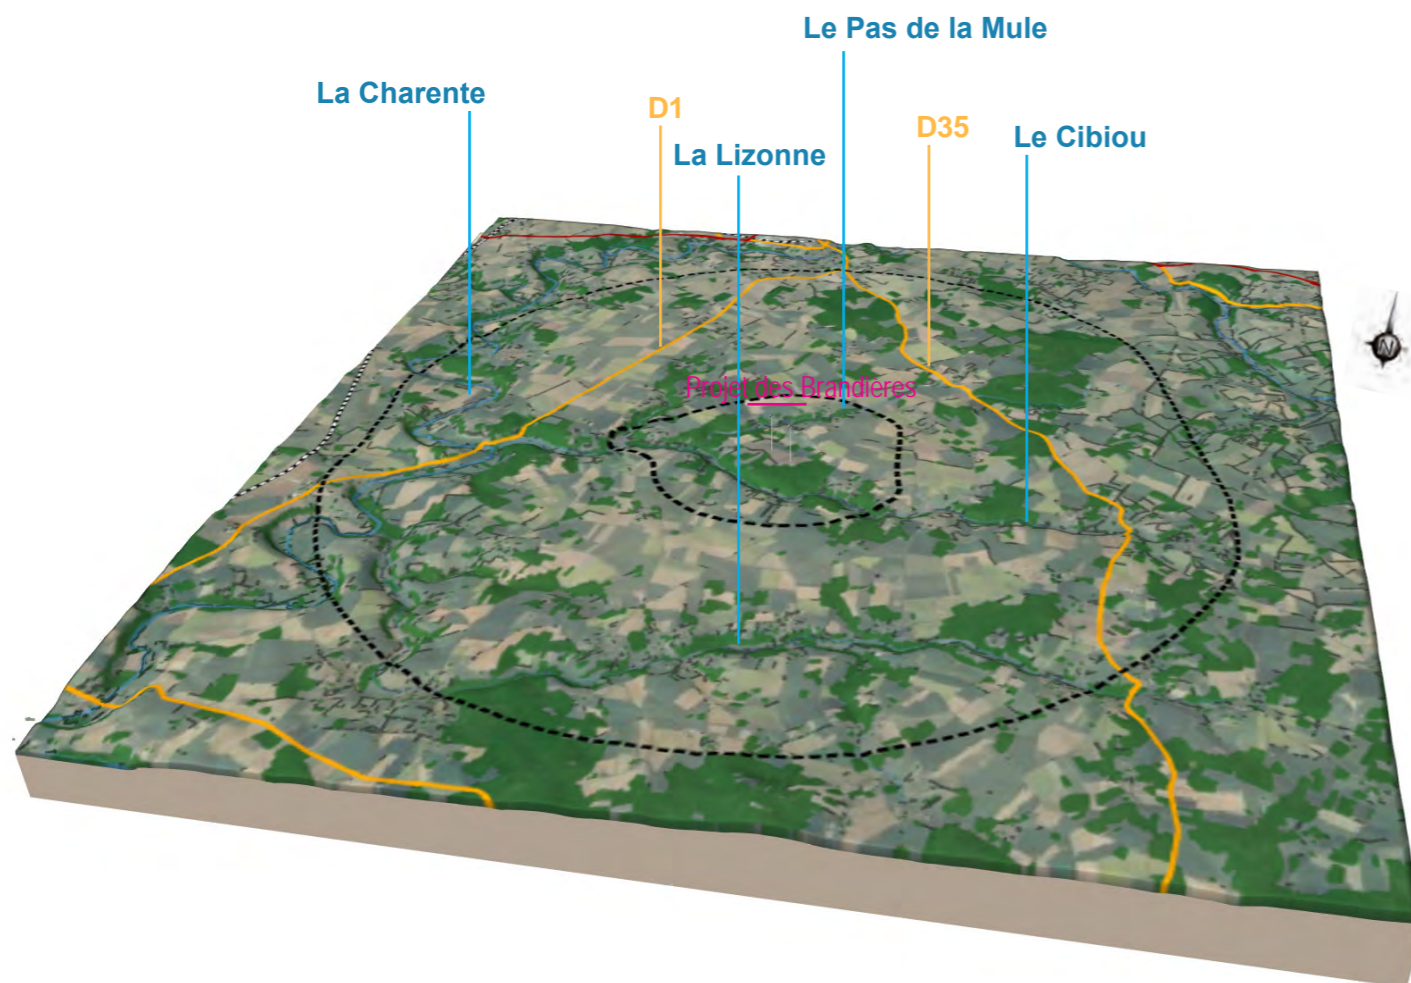 Le Pas de la Mule
La Charente
D1
D35
Le Cibiou
La Lizonne
Projet des Brandieres
N